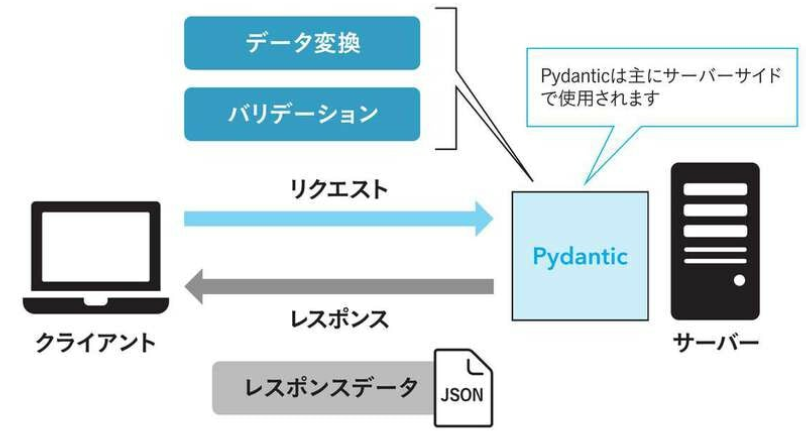 データ変換
バリデーション
Pydanticは主にサーバーサイド
で使用されます
リクエスト
Pydantic
レスポンス
クライアント
サーバー
レスポンスデータ
JSON